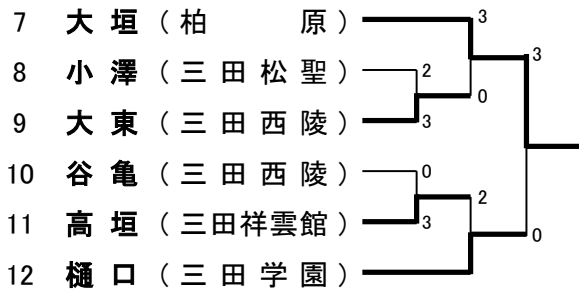 7 大垣 (柏原) 3
8 小澤 (三田松聖) 2 3
9 大東 (三田西陵) 3 0
10 谷亀 (三田西陵) 0
11 高垣 (三田祥雲館) 3 2 0
12 樋口 (三田学園)